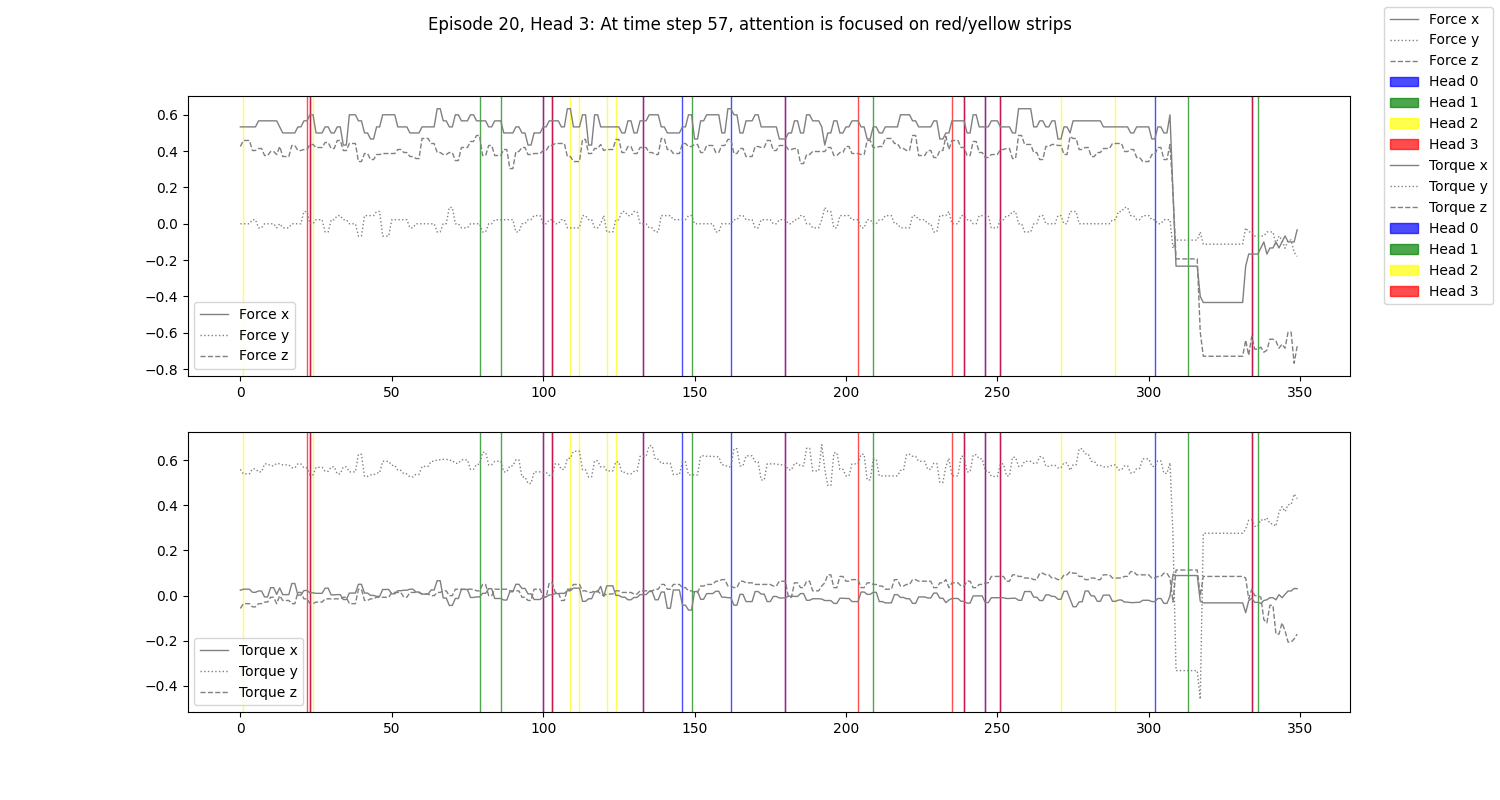 Episode 20, Head 3: At time step 57, attention is focused on red/yellow strips
Force x
Force y
Force z
Head 0
Head 1
Head 2
Head 3
Torque x
Torque y
Torque z
Head 0
Head 1
Head 2
Head 3
0.6
0.4
0.2
0.0
−0.2
−0.4
−0.6
−0.8
Force x
Force y
Force z
0 50 100 150 200 250 300 350
0.6
0.4
0.2
0.0
−0.2
−0.4
Torque x
Torque y
Torque z
0 50 100 150 200 250 300 350